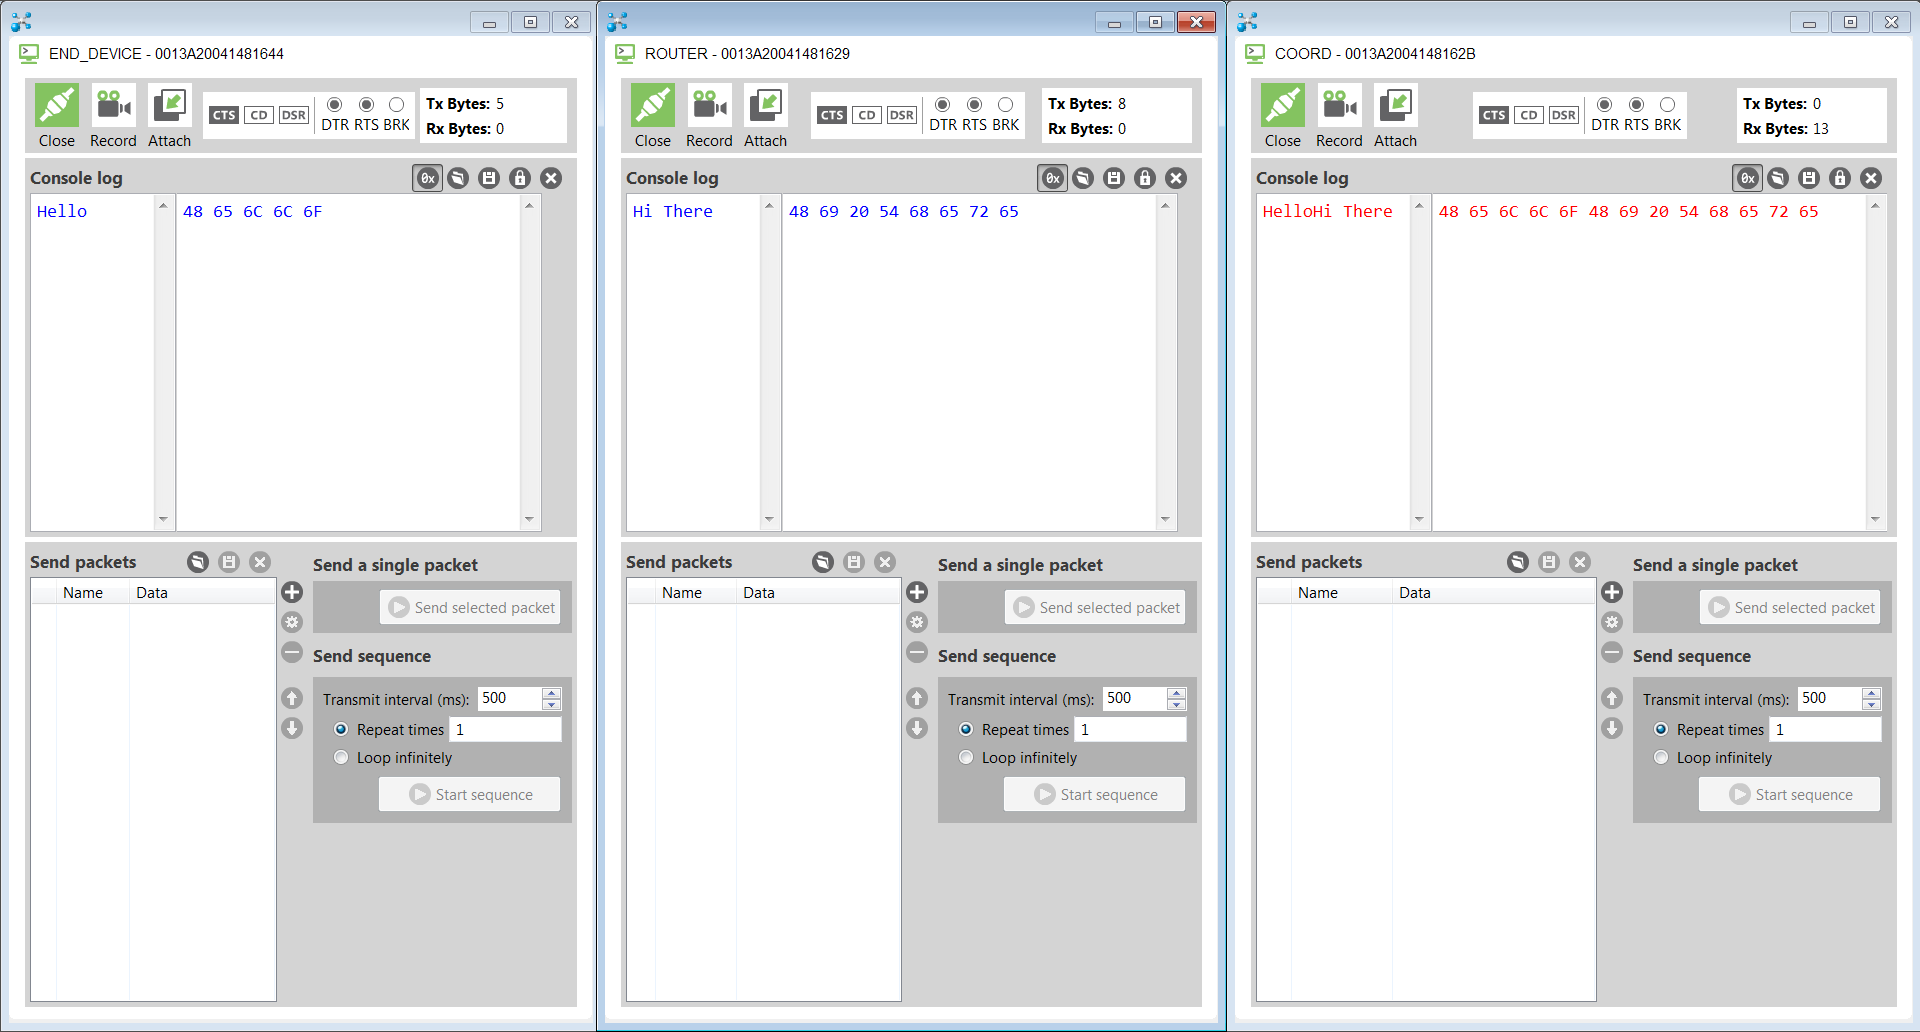 END_DEVICE - 0013A20041481644
Close
Record
Attach
CTS CD DSR
DTR RTS BRK
Tx Bytes: 5
Rx Bytes: 0
Console log
0x
Hello
48 65 6C 6C 6F
Send packets
Name Data
Send a single packet
Send selected packet
Send sequence
Transmit interval (ms): 500
Repeat times 1
Loop infinitely
Start sequence
ROUTER - 0013A20041481629
Close
Record
Attach
CTS CD DSR
DTR RTS BRK
Tx Bytes: 8
Rx Bytes: 0
Console log
0x
Hi There
48 69 20 54 68 65 72 65
Send packets
Name Data
Send a single packet
Send selected packet
Send sequence
Transmit interval (ms): 500
Repeat times 1
Loop infinitely
Start sequence
COORD - 0013A2004148162B
Close
Record
Attach
CTS CD DSR
DTR RTS BRK
Tx Bytes: 0
Rx Bytes: 13
Console log
0x
HelloHi There
48 65 6C 6C 6F 48 69 20 54 68 65 72 65
Send packets
Name Data
Send a single packet
Send selected packet
Send sequence
Transmit interval (ms): 500
Repeat times 1
Loop infinitely
Start sequence